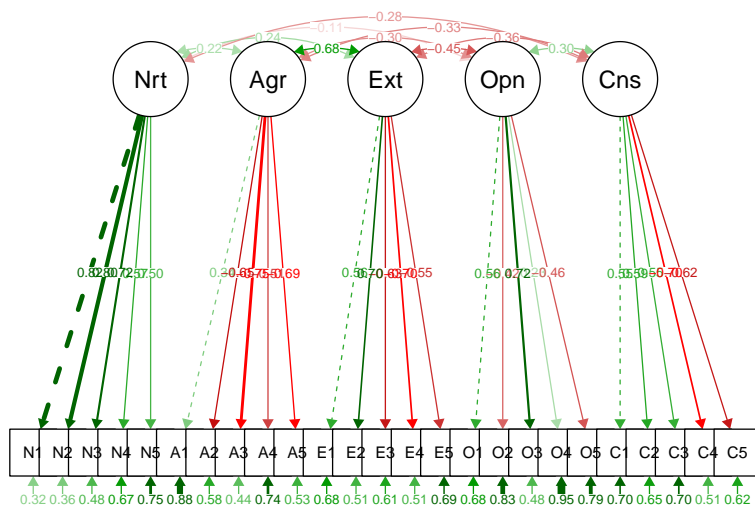 −0.28
−0.11 −0.33
−0.24 −0.30 −0.36
0.22 0.68 −0.45 0.30
Nrt Agr Ext Opn Cns
0.50 −0.69 −0.55 0.72 −0.46 −0.62
N1 N2 N3 N4 N5 A1 A2 A3 A4 A5 E1 E2 E3 E4 E5 O1 O2 O3 O4 O5 C1 C2 C3 C4 C5
0.32 0.36 0.48 0.67 0.75 0.88 0.58 0.44 0.74 0.53 0.68 0.51 0.61 0.51 0.69 0.68 0.83 0.48 0.95 0.79 0.70 0.65 0.70 0.51 0.62